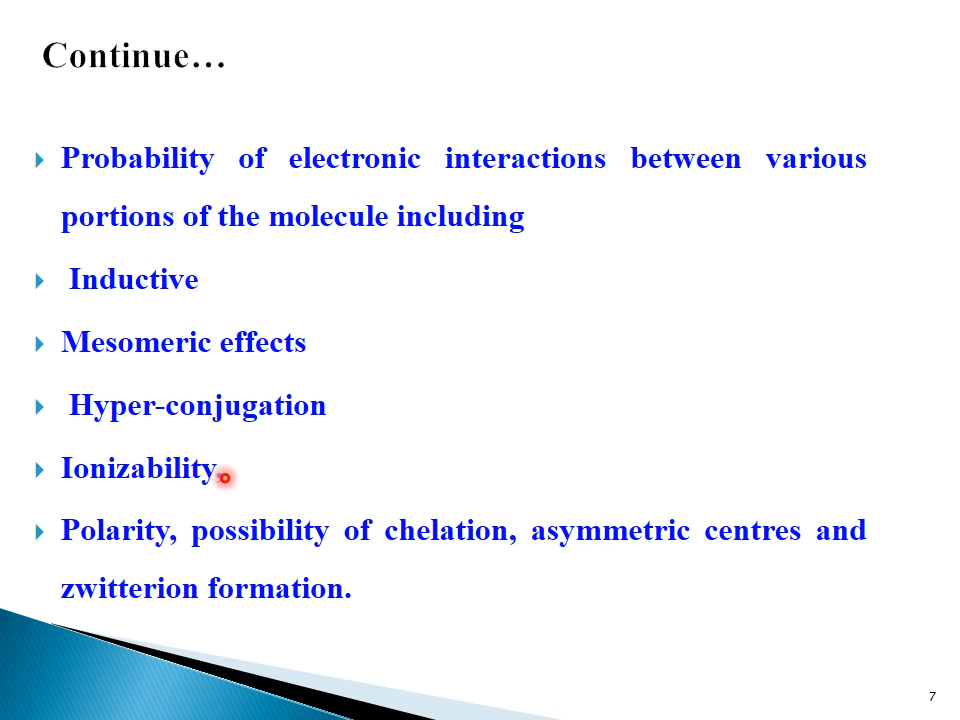 Continue…
Probability of electronic interactions between various
portions of the molecule including
Inductive
Mesomeric effects
Hyper-conjugation
Ionizability,
Polarity, possibility of chelation, asymmetric centres and
zwitterion formation.
7